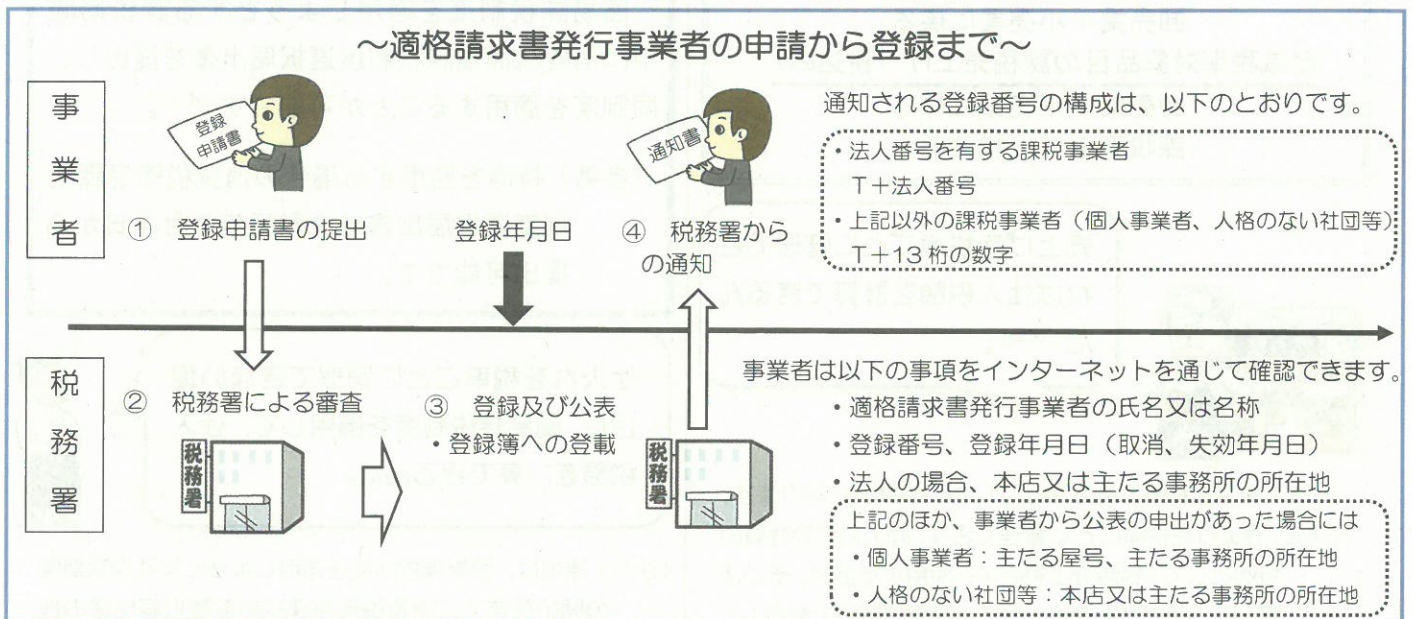 ～適格請求書発行事業者の申請から登録まで～
事業者
登録
申請書
① 登録申請書の提出
登録年月日
通知書
④ 税務署から
の通知
通知される登録番号の構成は、以下のとおりです。
・法人番号を有する課税事業者
T＋法人番号
・上記以外の課税事業者（個人事業者、人格のない社団等）
T＋13桁の数字
税務署
② 税務署による審査
税務署
③ 登録及び公表
・登録簿への登載
税務署
事業者は以下の事項をインターネットを通じて確認できます。
・適格請求書発行事業者の氏名又は名称
・登録番号、登録年月日（取消、失効年月日）
・法人の場合、本店又は主たる事務所の所在地
上記のほか、事業者から公表の申出があった場合には
・個人事業者：主たる屋号、主たる事務所の所在地
・人格のない社団等：本店又は主たる事務所の所在地